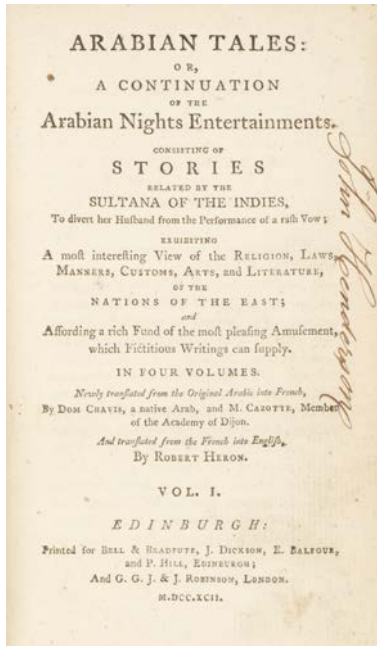 ARABIAN TALES:
OR,
A CONTINUATION
OF THE
Arabian Nights Entertainments.
CONSISTING OF
STORIES
RELATED BY THE
SULTANA OF THE INDIES,
To divert her Husband from the Performance of a raſh Vow;
EXHIBITING
A moſt intereſting View of the RELIGION, LAWS,
MANNERS, CUSTOMS, ARTS, and LITERATURE,
OF THE
NATIONS OF THE EAST;
and
Affording a rich Fund of the moſt pleaſing Amuſement,
which Fictitious Writings can ſupply.
IN FOUR VOLUMES.
Newly tranſlated from the Original Arabic into French,
By DOM CHAVIS, a native Arab, and M. CAZOTTE, Member
of the Academy of Dijon.
And tranſlated from the French into Engliſh,
By ROBERT HERON.
VOL. I.
EDINBURGH:
Printed for BELL & BRADFUTE, J. DICKSON, E. BALFOUR,
and P. HILL, EDINBURGH;
And G. G. J. & J. ROBINSON, LONDON.
M.DCC.XCII.
John Henderson